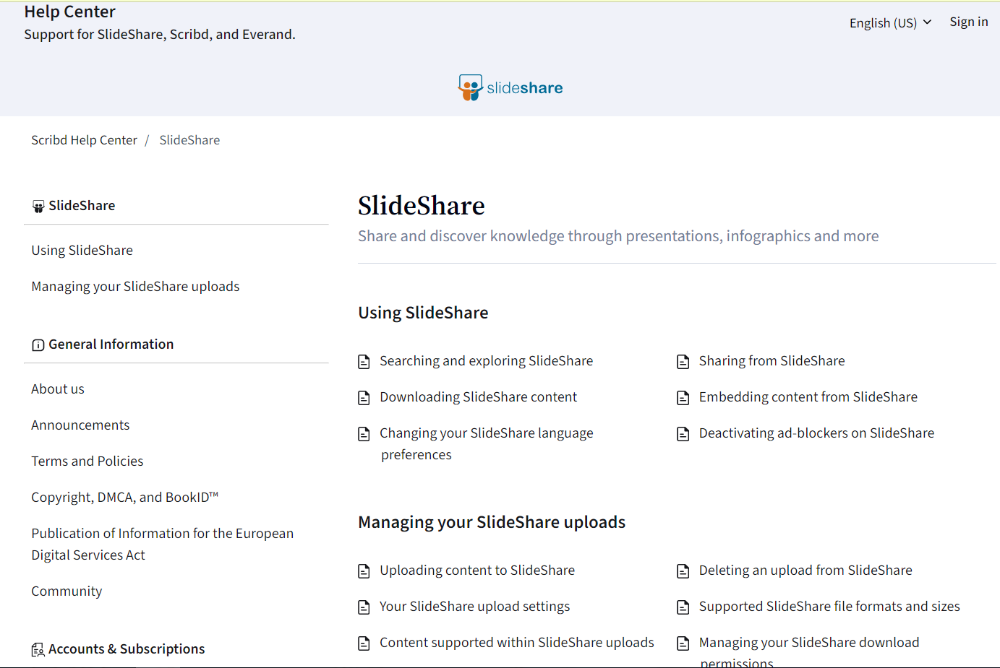 Help Center
Support for SlideShare, Scribd, and Everand.
English (US)
Sign in
slideshare
Scribd Help Center / SlideShare
SlideShare
Using SlideShare
Managing your SlideShare uploads
General Information
About us
Announcements
Terms and Policies
Copyright, DMCA, and BookID™
Publication of Information for the European
Digital Services Act
Community
Accounts & Subscriptions
SlideShare
Share and discover knowledge through presentations, infographics and more
Using SlideShare
Searching and exploring SlideShare
Sharing from SlideShare
Downloading SlideShare content
Embedding content from SlideShare
Changing your SlideShare language
preferences
Deactivating ad-blockers on SlideShare
Managing your SlideShare uploads
Uploading content to SlideShare
Deleting an upload from SlideShare
Your SlideShare upload settings
Supported SlideShare file formats and sizes
Content supported within SlideShare uploads
Managing your SlideShare download
permissions